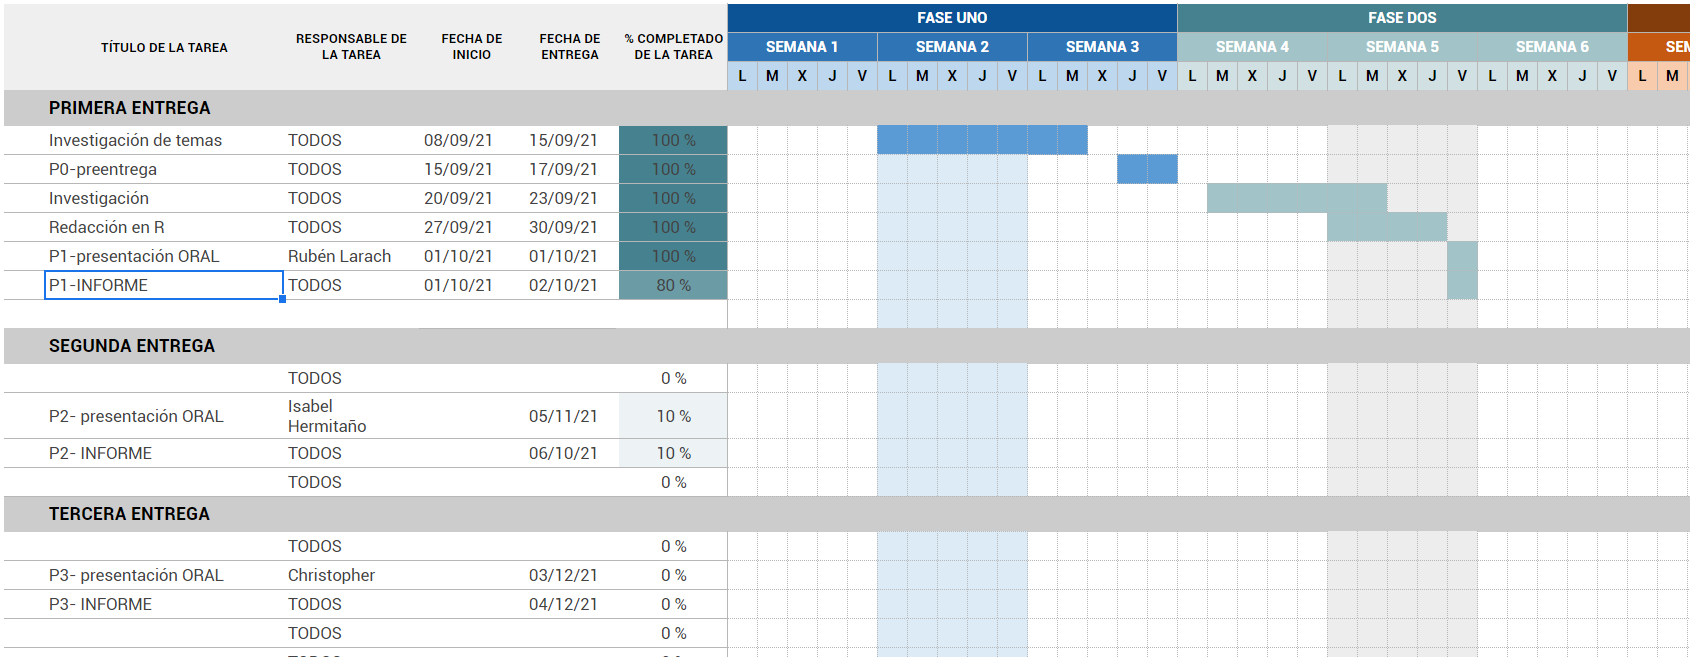 FASE UNO FASE DOS
TÍTULO DE LA TAREA RESPONSABLE DE LA TAREA FECHA DE INICIO FECHA DE ENTREGA % COMPLETADO DE LA TAREA
SEMANA 1 SEMANA 2 SEMANA 3 SEMANA 4 SEMANA 5 SEMANA 6
L M X J V L M X J V L M X J V L M X J V L M X J V L M X J V L M
PRIMERA ENTREGA
Investigación de temas TODOS 08/09/21 15/09/21 100 %
P0-preentrega TODOS 15/09/21 17/09/21 100 %
Investigación TODOS 20/09/21 23/09/21 100 %
Redacción en R TODOS 27/09/21 30/09/21 100 %
P1-presentación ORAL Rubén Larach 01/10/21 01/10/21 100 %
P1-INFORME TODOS 01/10/21 02/10/21 80 %
SEGUNDA ENTREGA
TODOS 0 %
P2- presentación ORAL Isabel Hermitaño 05/11/21 10 %
P2- INFORME TODOS 06/10/21 10 %
TODOS 0 %
TERCERA ENTREGA
TODOS 0 %
P3- presentación ORAL Christopher 03/12/21 0 %
P3- INFORME TODOS 04/12/21 0 %
TODOS 0 %